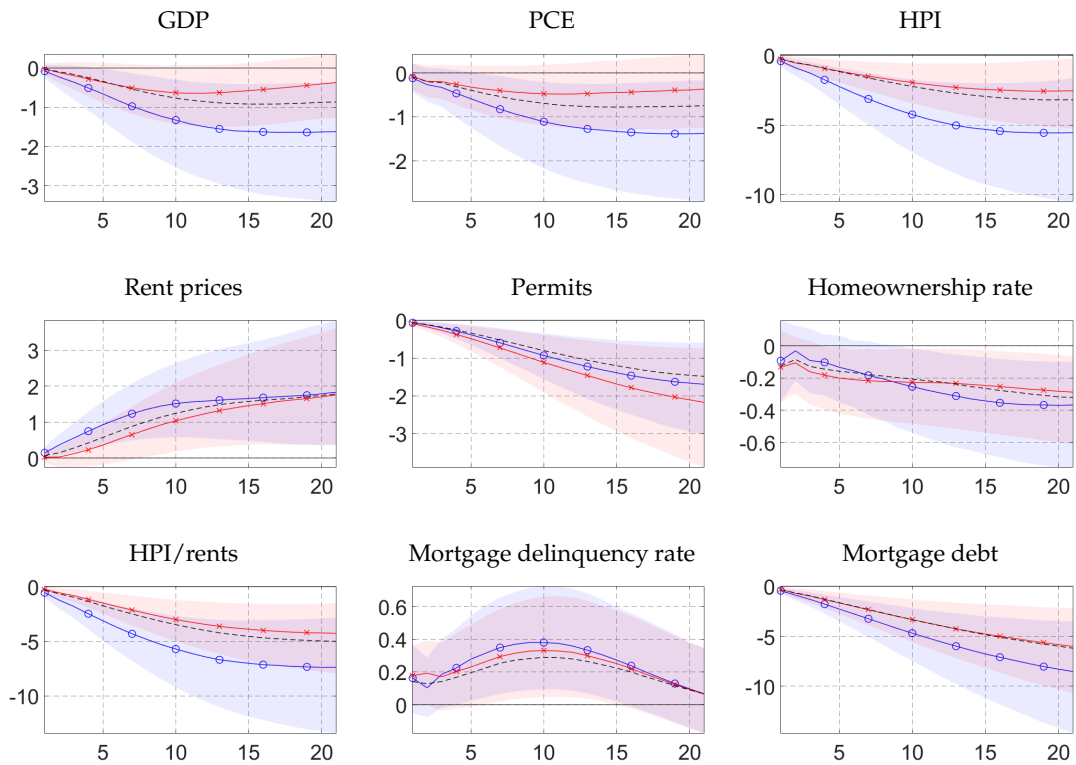 GDP PCE HPI
0 0 0
-1 -1 -5
-2 -2 -10
-3
5 10 15 20 5 10 15 20 5 10 15 20
Rent prices Permits Homeownership rate
3 0 0
2 -1 -0.2
1 -2 -0.4
0 -3 -0.6
5 10 15 20 5 10 15 20 5 10 15 20
HPI/rents Mortgage delinquency rate Mortgage debt
0 0.6 0
-5 0.4 -5
-10 0.2 -10
0
5 10 15 20 5 10 15 20 5 10 15 20